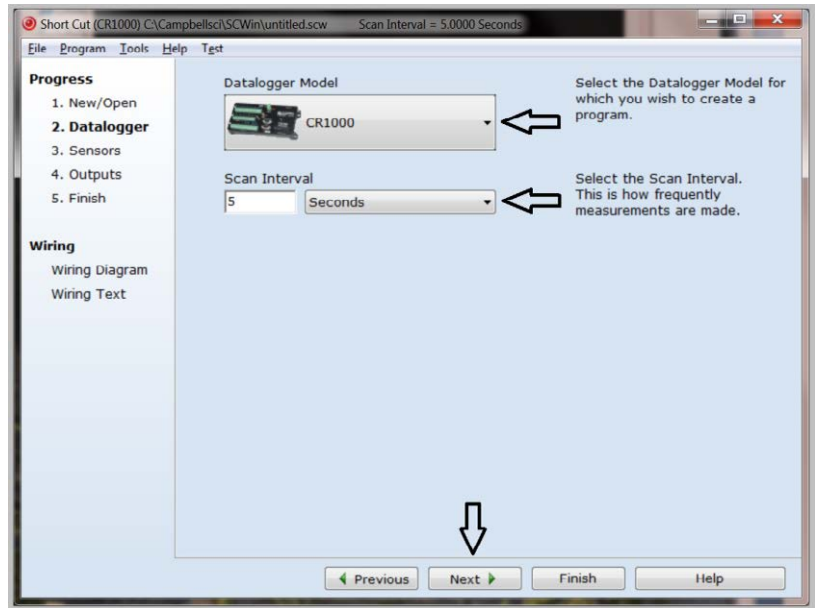 Short Cut (CR1000) C:\Campbellsci\SCWin\untitled.scw Scan Interval = 5.0000 Seconds
File Program Tools Help Test
Progress
1. New/Open
2. Datalogger
3. Sensors
4. Outputs
5. Finish
Wiring
Wiring Diagram
Wiring Text
Datalogger Model
CR1000
Select the Datalogger Model for
which you wish to create a
program.
Scan Interval
5 Seconds
Select the Scan Interval.
This is how frequently
measurements are made.
Previous Next Finish Help